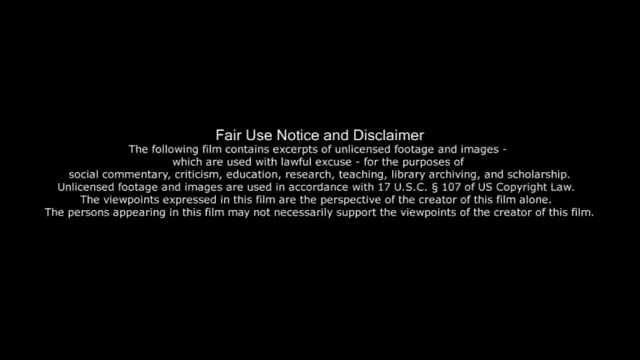 Fair Use Notice and Disclaimer
The following film contains excerpts of unlicensed footage and images -
which are used with lawful excuse - for the purposes of
social commentary, criticism, education, research, teaching, library archiving, and scholarship.
Unlicensed footage and images are used in accordance with 17 U.S.C. § 107 of US Copyright Law.
The viewpoints expressed in this film are the perspective of the creator of this film alone.
The persons appearing in this film may not necessarily support the viewpoints of the creator of this film.